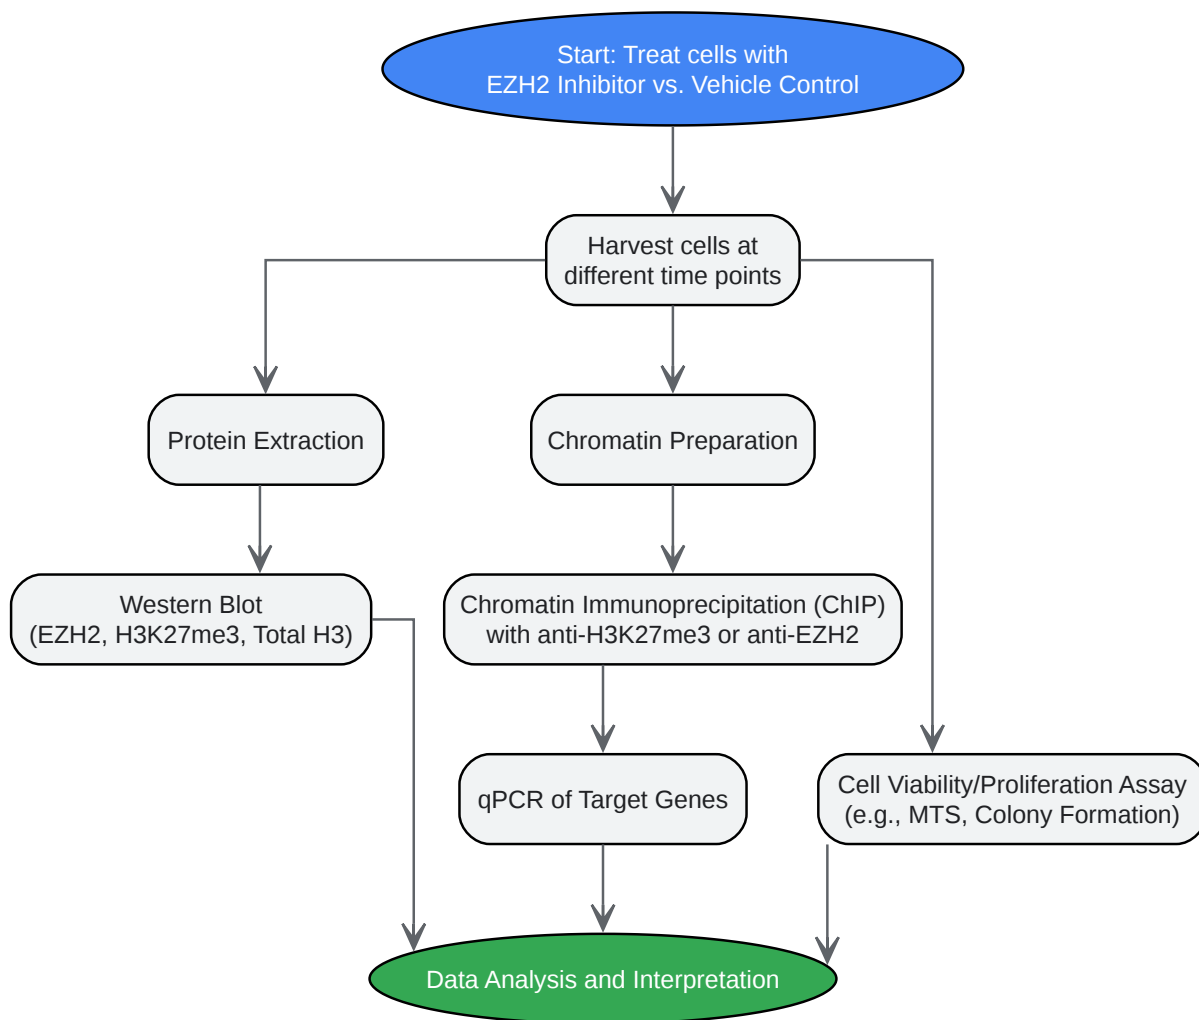 Start: Treat cells with
EZH2 Inhibitor vs. Vehicle Control
Harvest cells at
different time points
Protein Extraction
Chromatin Preparation
Western Blot
(EZH2, H3K27me3, Total H3)
Chromatin Immunoprecipitation (ChIP)
with anti-H3K27me3 or anti-EZH2
qPCR of Target Genes
Cell Viability/Proliferation Assay
(e.g., MTS, Colony Formation)
Data Analysis and Interpretation